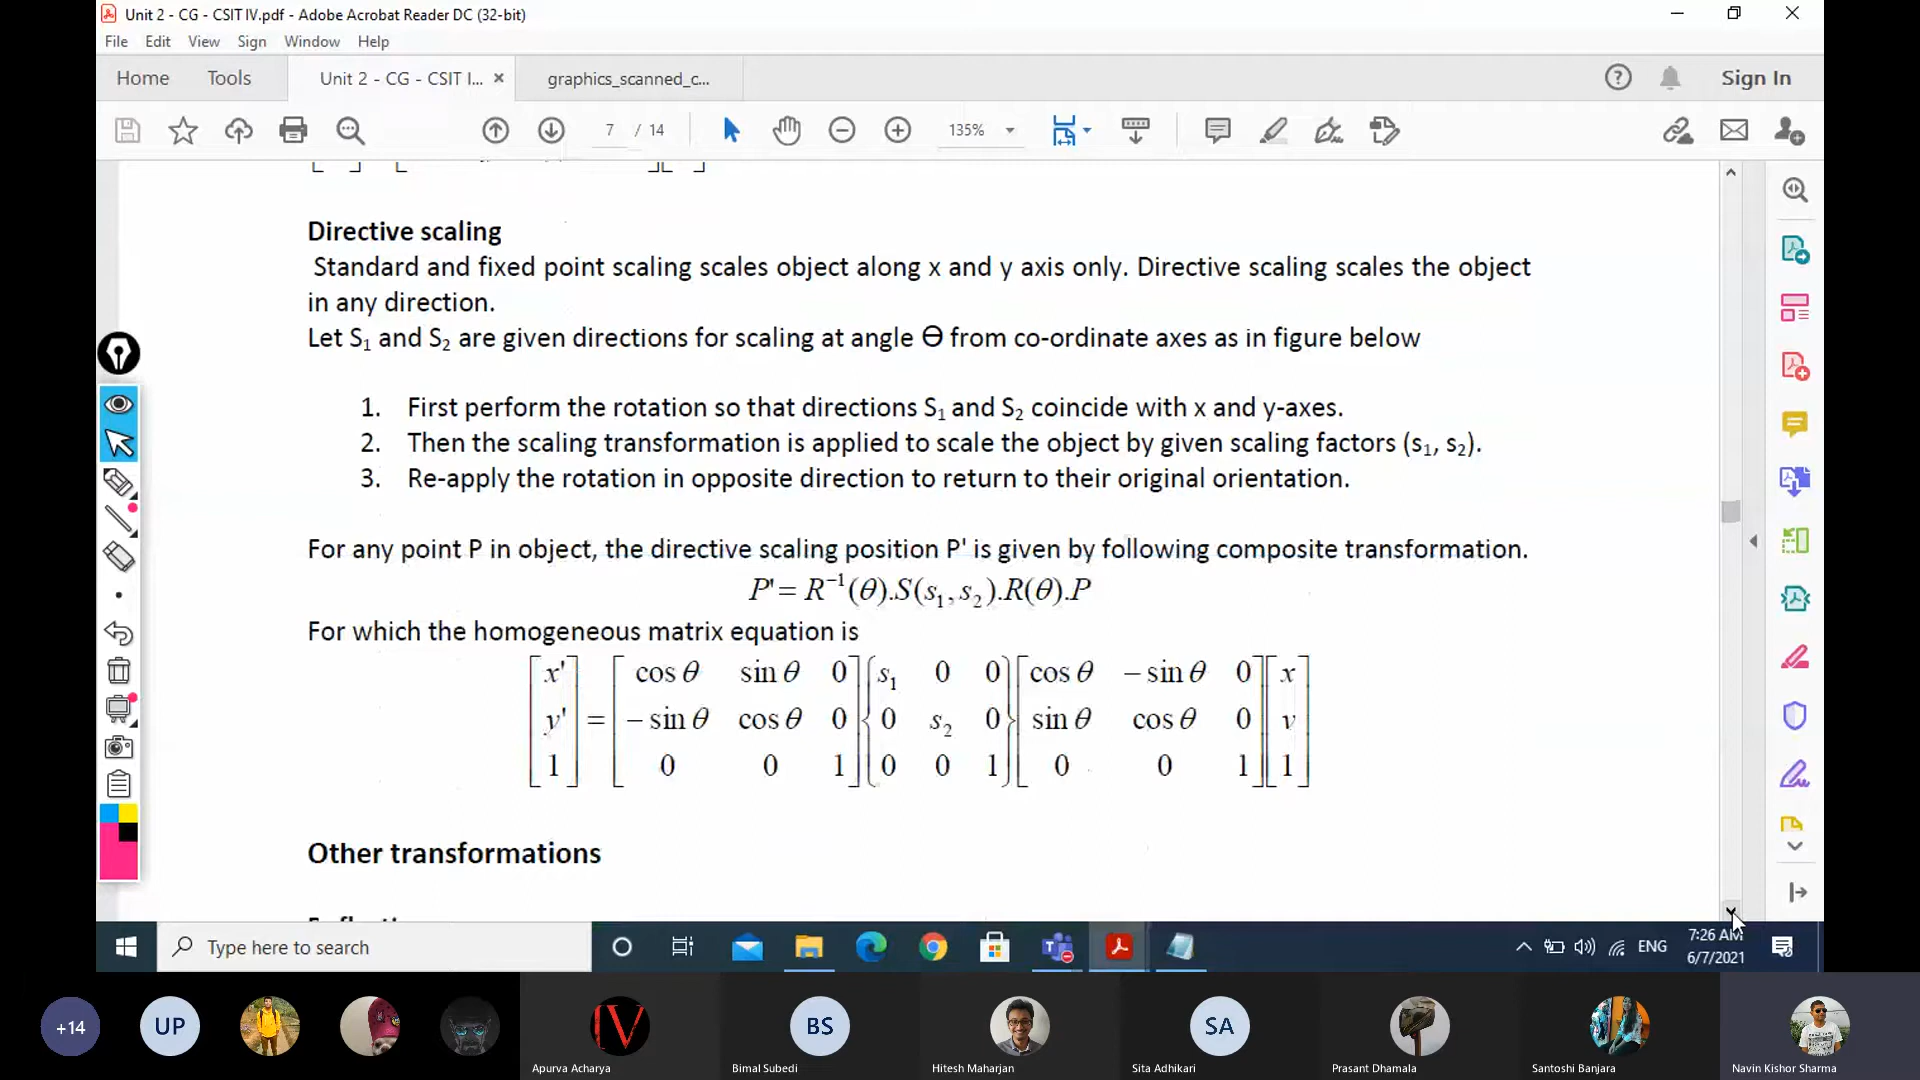 Unit 2 - CG - CSIT IV.pdf - Adobe Acrobat Reader DC (32-bit)
File Edit View Sign Window Help
Home Tools Unit 2 - CG - CSIT I... × graphics_scanned_c... Sign In
7 / 14 135%
Directive scaling
Standard and fixed point scaling scales object along x and y axis only. Directive scaling scales the object
in any direction.
Let S₁ and S₂ are given directions for scaling at angle Θ from co-ordinate axes as in figure below
1. First perform the rotation so that directions S₁ and S₂ coincide with x and y-axes.
2. Then the scaling transformation is applied to scale the object by given scaling factors (s₁, s₂).
3. Re-apply the rotation in opposite direction to return to their original orientation.
For any point P in object, the directive scaling position P' is given by following composite transformation.
P' = R⁻¹(θ).S(s₁, s₂).R(θ).P
For which the homogeneous matrix equation is
[x'] [cos θ sin θ 0] {s₁ 0 0} [cos θ − sin θ 0] [x]
[y'] = [− sin θ cos θ 0] {0 s₂ 0} [sin θ cos θ 0] [y]
[1] [0 0 1] {0 0 1} [0 0 1] [1]
Other transformations
Type here to search
ENG
7:26 AM
6/7/2021
+14 UP BS SA
Apurva Acharya Bimal Subedi Hitesh Maharjan Sita Adhikari Prasant Dhamala Santoshi Banjara Navin Kishor Sharma